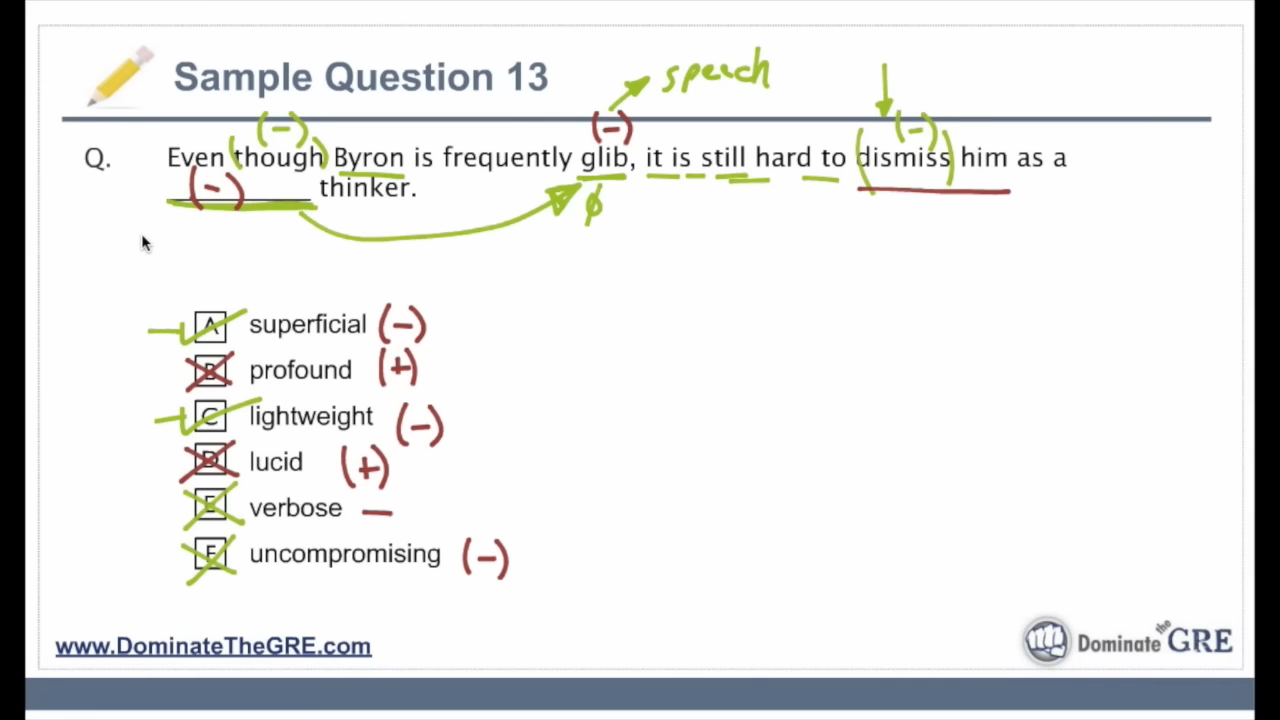 Sample Question 13
speech
(-)
(-)
(-)
Q. Even though Byron is frequently glib, it is still hard to dismiss him as a
(-)
__________ thinker.
A superficial (-)
B profound (+)
C lightweight (-)
D lucid (+)
E verbose -
F uncompromising (-)
www.DominateTheGRE.com
Dominate the GRE